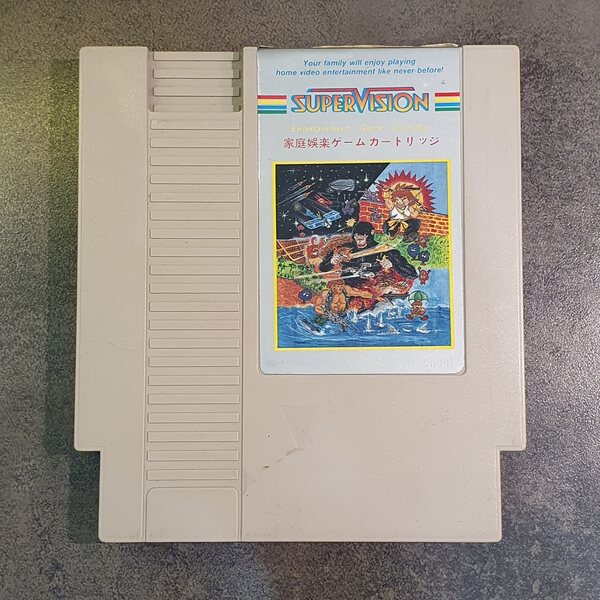 Your family will enjoy playing
home video entertainment like never before!
SUPERVISION
Entertainment Game Cartridge
家庭娯楽ゲームカートリッジ